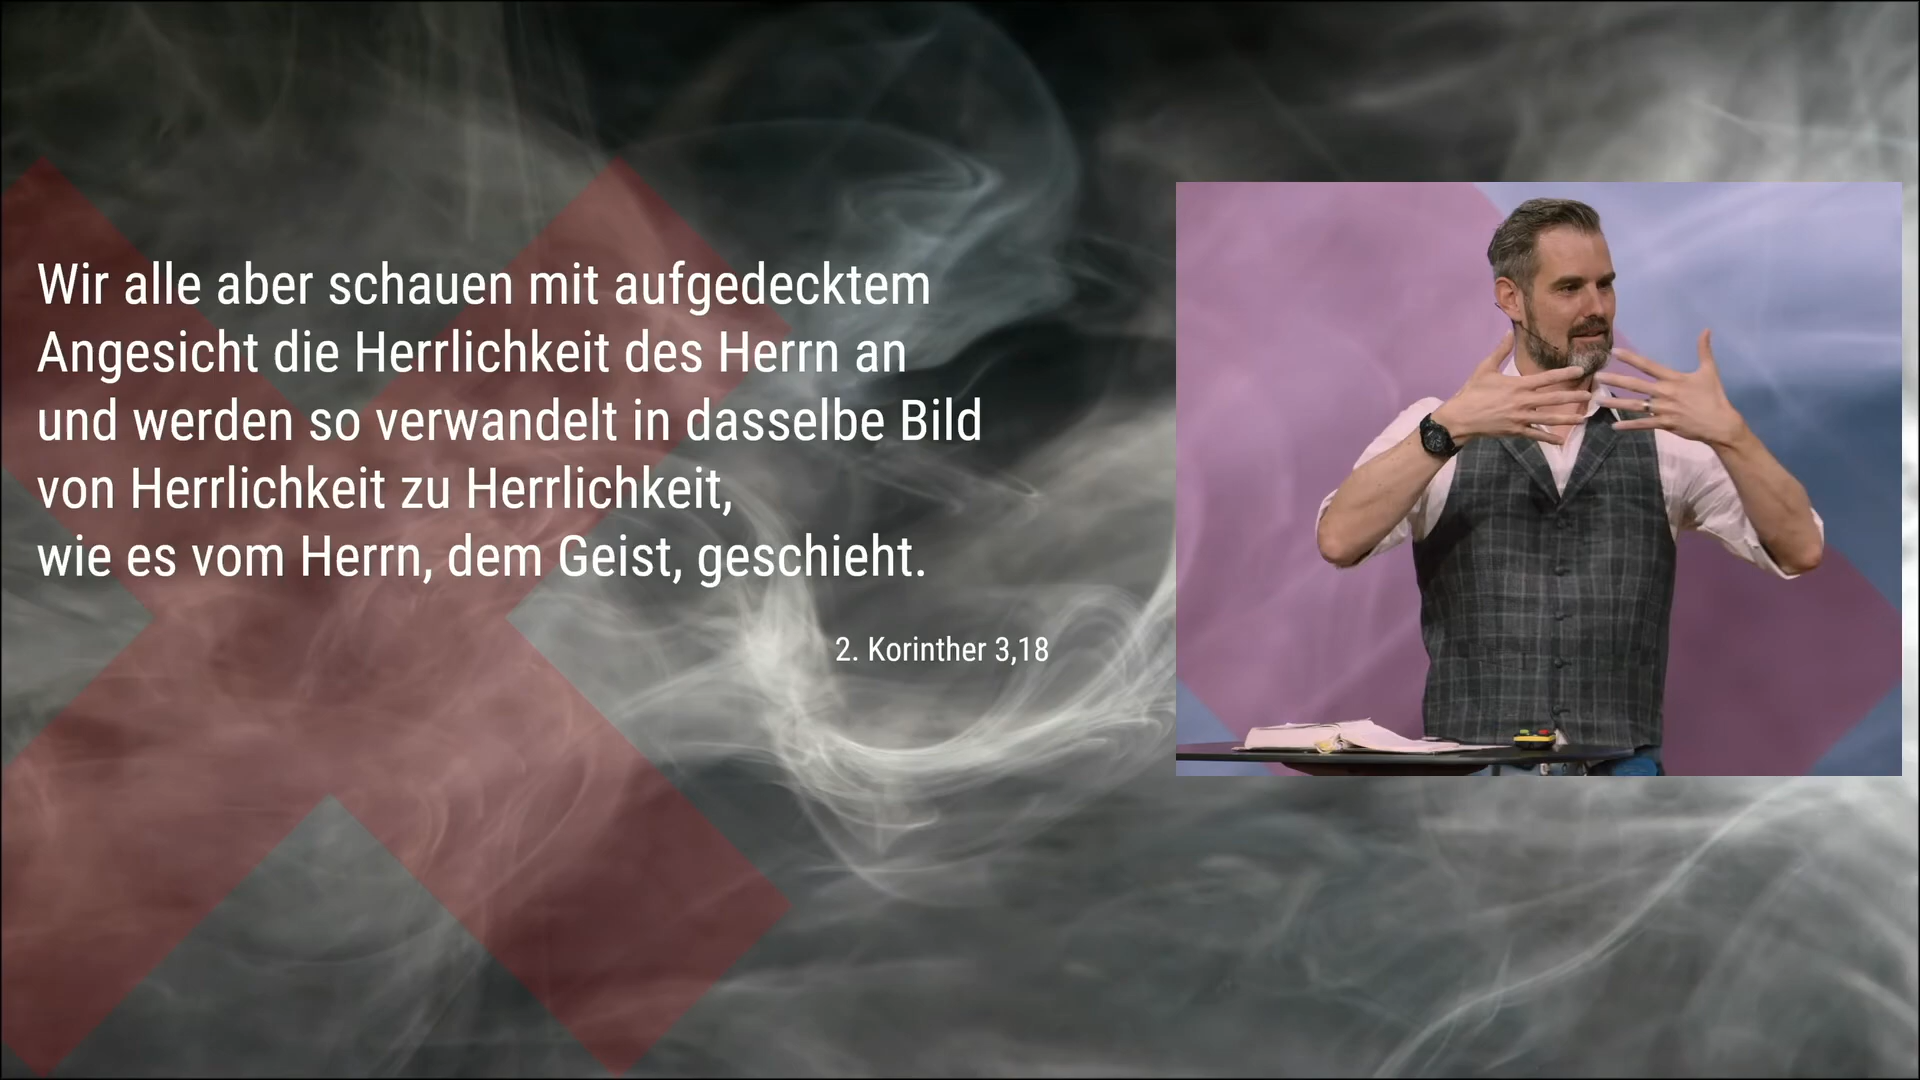 Wir alle aber schauen mit aufgedecktem
Angesicht die Herrlichkeit des Herrn an
und werden so verwandelt in dasselbe Bild
von Herrlichkeit zu Herrlichkeit,
wie es vom Herrn, dem Geist, geschieht.
2. Korinther 3,18